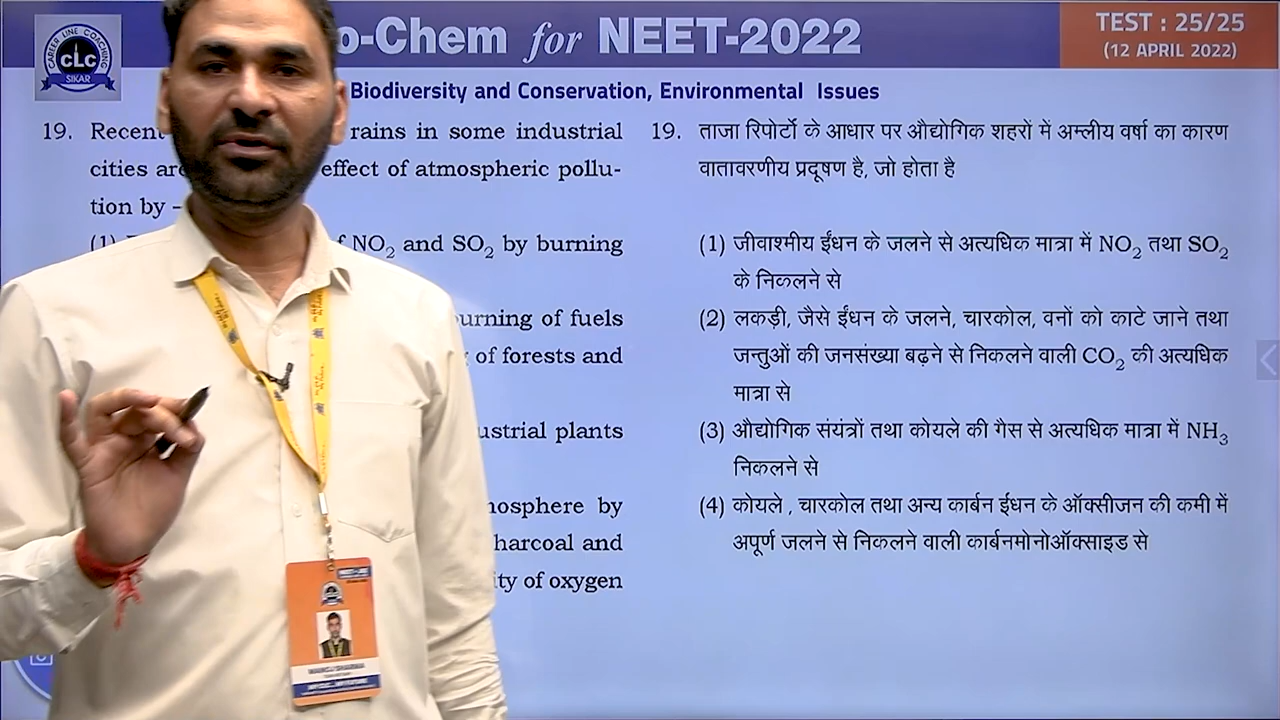 o-Chem for NEET-2022
TEST : 25/25
(12 APRIL 2022)
CAREER LINE COACHING
CLC
SIKAR
Biodiversity and Conservation, Environmental Issues
19. Recent rains in some industrial
cities are effect of atmospheric pollu-
tion by –
(1) f NO2 and SO2 by burning
burning of fuels
of forests and
ustrial plants
nosphere by
harcoal and
ity of oxygen
19. ताजा रिपोर्टो के आधार पर औद्योगिक शहरों में अम्लीय वर्षा का कारण
वातावरणीय प्रदूषण है, जो होता है
(1) जीवाश्मीय ईंधन के जलने से अत्यधिक मात्रा में NO2 तथा SO2
के निकलने से
(2) लकड़ी, जैसे ईंधन के जलने, चारकोल, वनों को काटे जाने तथा
जन्तुओं की जनसंख्या बढ़ने से निकलने वाली CO2 की अत्यधिक
मात्रा से
(3) औद्योगिक संयंत्रों तथा कोयले की गैस से अत्यधिक मात्रा में NH3
निकलने से
(4) कोयले , चारकोल तथा अन्य कार्बन ईधन के ऑक्सीजन की कमी में
अपूर्ण जलने से निकलने वाली कार्बनमोनोऑक्साइड से
MANOJ SHARMA